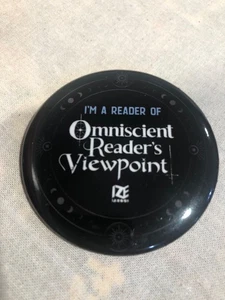 I'M A READER OF
Omniscient
Reader's
Viewpoint